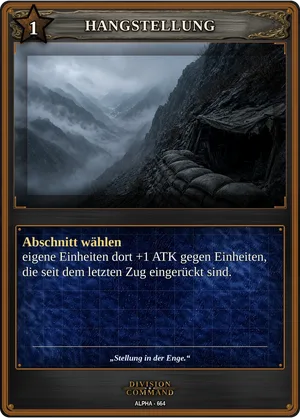 1
HANGSTELLUNG
Abschnitt wählen
eigene Einheiten dort +1 ATK gegen Einheiten,
die seit dem letzten Zug eingerückt sind.
„Stellung in der Enge.“
DIVISION
COMMAND
ALPHA - 664